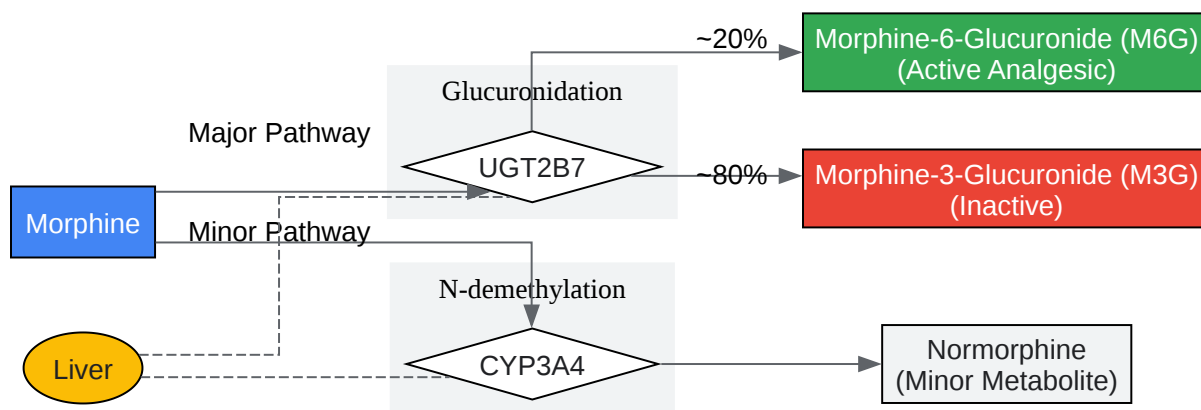 ~20%
Morphine-6-Glucuronide (M6G)
(Active Analgesic)
Glucuronidation
Major Pathway
UGT2B7
~80%
Morphine-3-Glucuronide (M3G)
(Inactive)
Morphine
Minor Pathway
N-demethylation
Liver
CYP3A4
Normorphine
(Minor Metabolite)